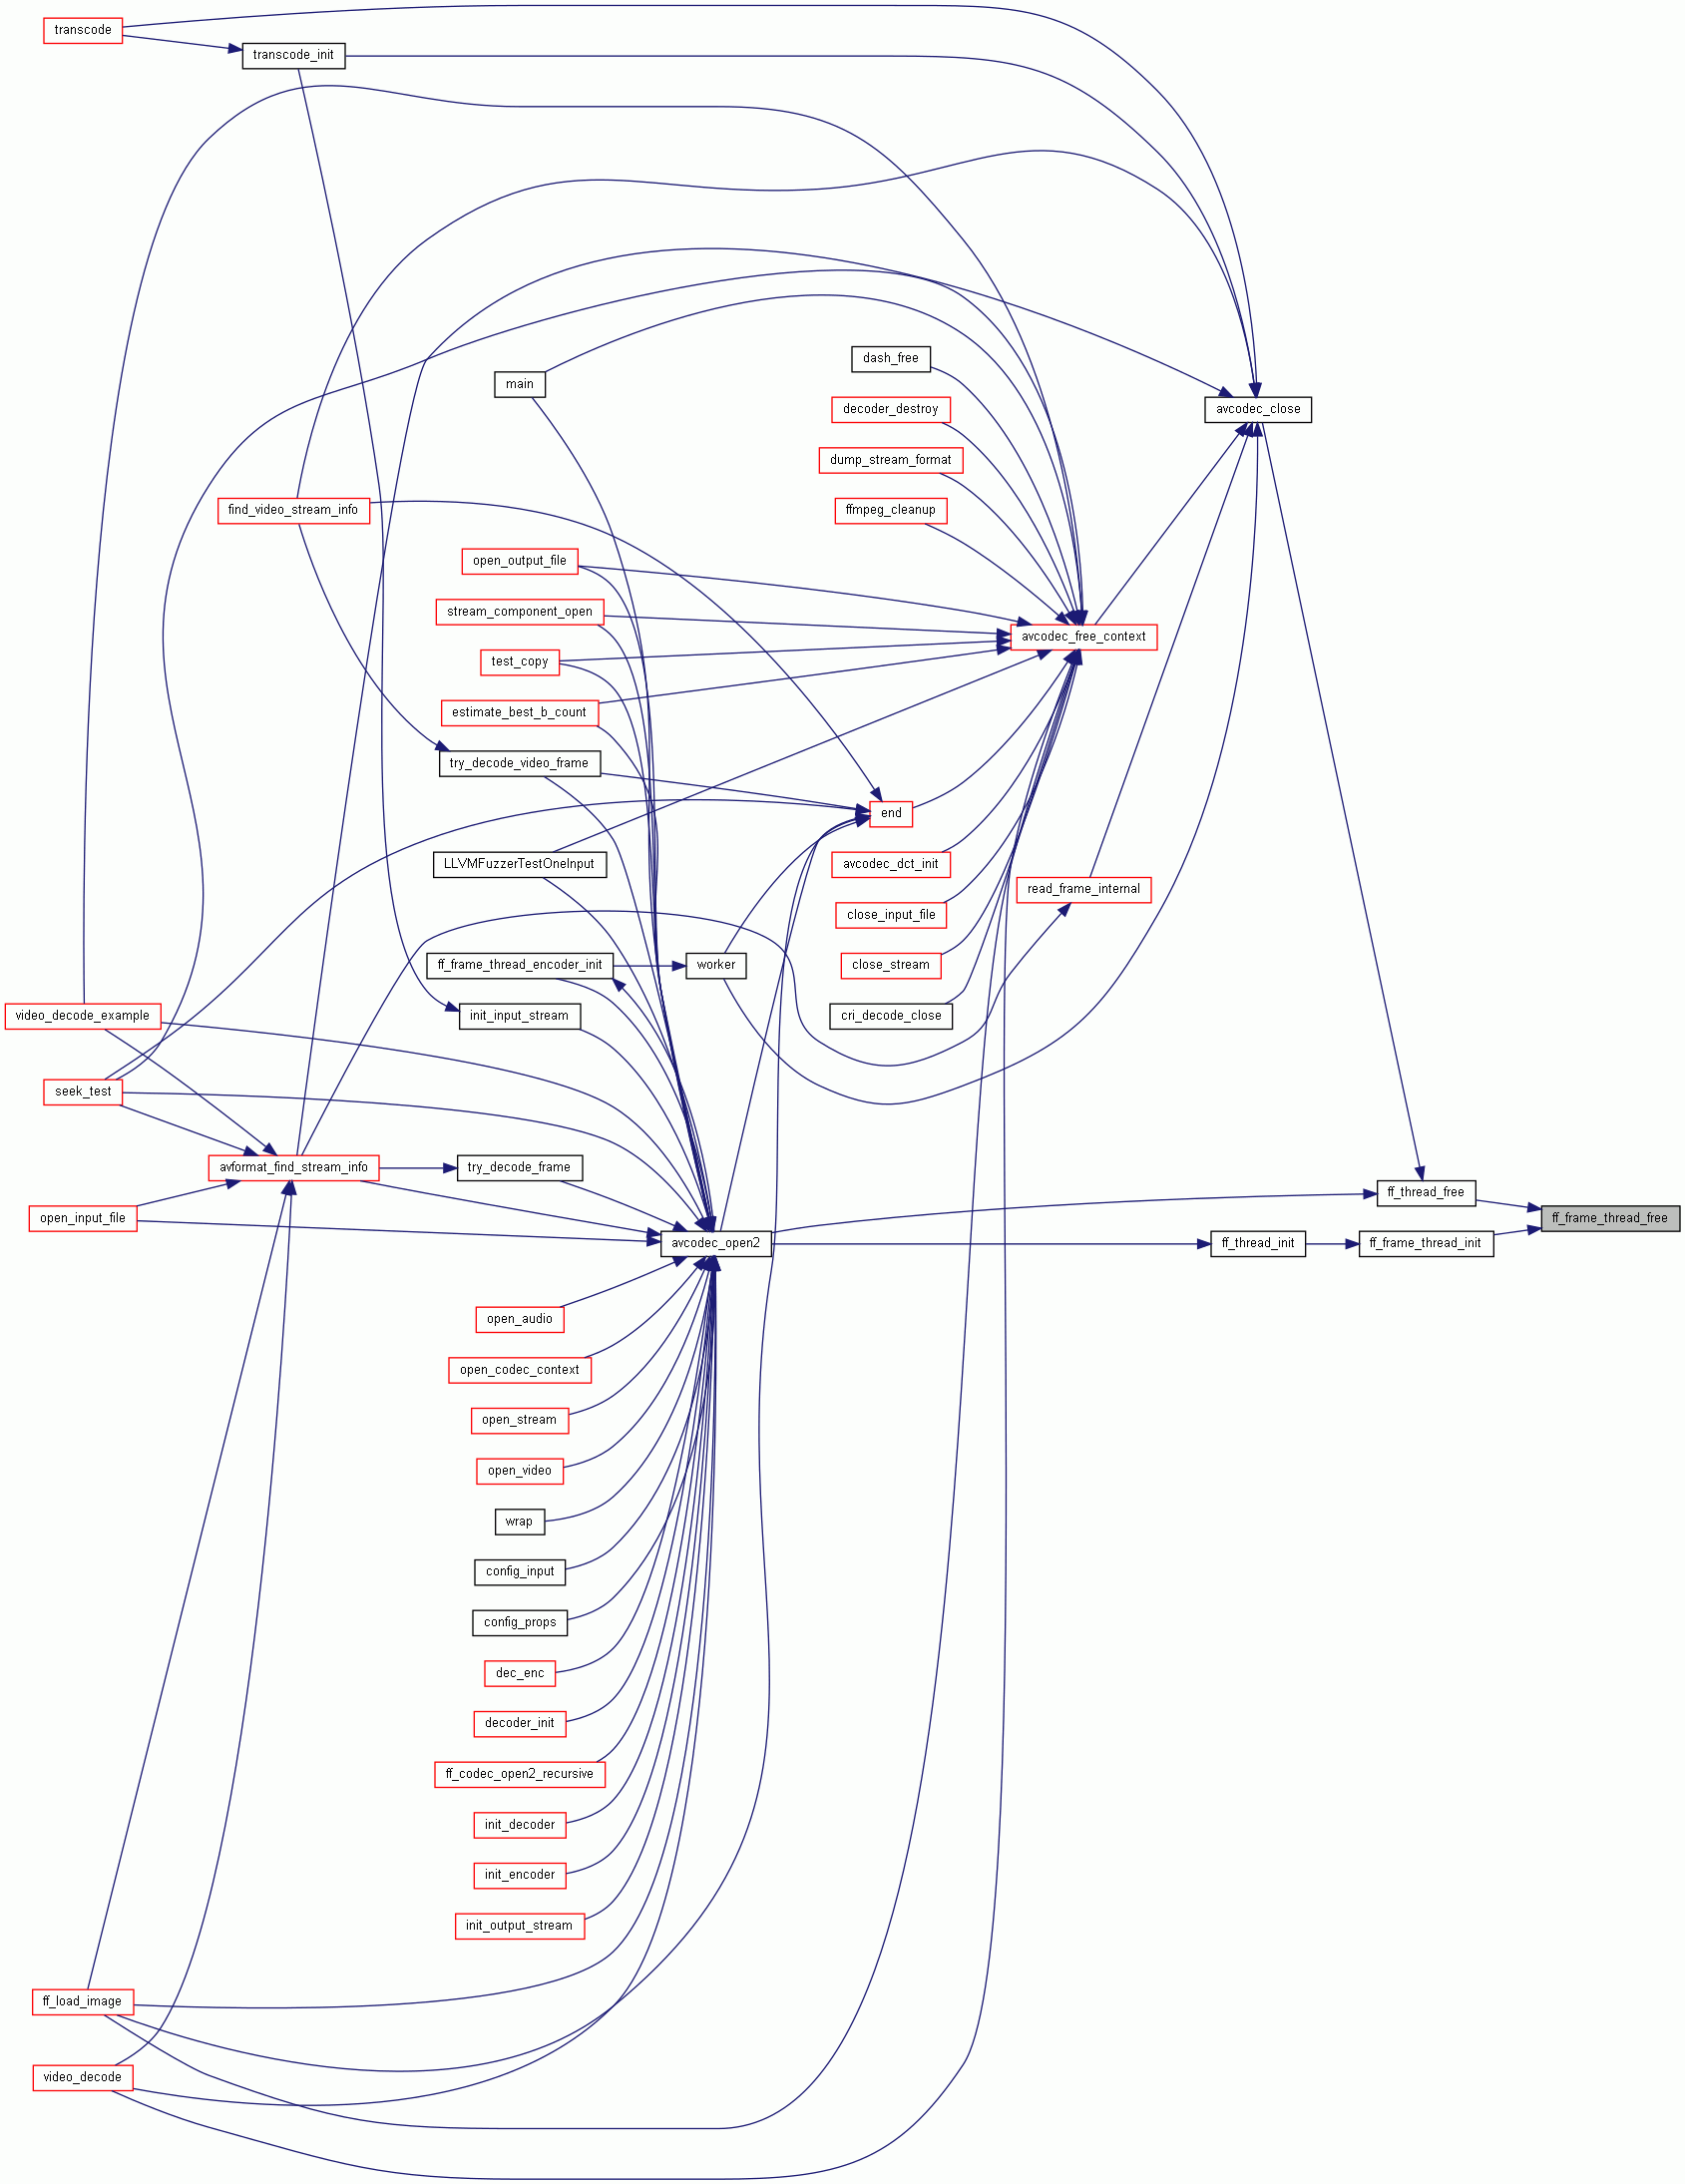 transcode
transcode_init
dash_free
main
decoder_destroy
avcodec_close
dump_stream_format
find_video_stream_info
ffmpeg_cleanup
open_output_file
stream_component_open
avcodec_free_context
test_copy
estimate_best_b_count
try_decode_video_frame
end
LLVMFuzzerTestOneInput
avcodec_dct_init
read_frame_internal
close_input_file
ff_frame_thread_encoder_init
worker
close_stream
video_decode_example
init_input_stream
cri_decode_close
seek_test
avformat_find_stream_info
try_decode_frame
ff_thread_free
open_input_file
ff_frame_thread_free
avcodec_open2
ff_thread_init
ff_frame_thread_init
open_audio
open_codec_context
open_stream
open_video
wrap
config_input
config_props
dec_enc
decoder_init
ff_codec_open2_recursive
init_decoder
init_encoder
init_output_stream
ff_load_image
video_decode